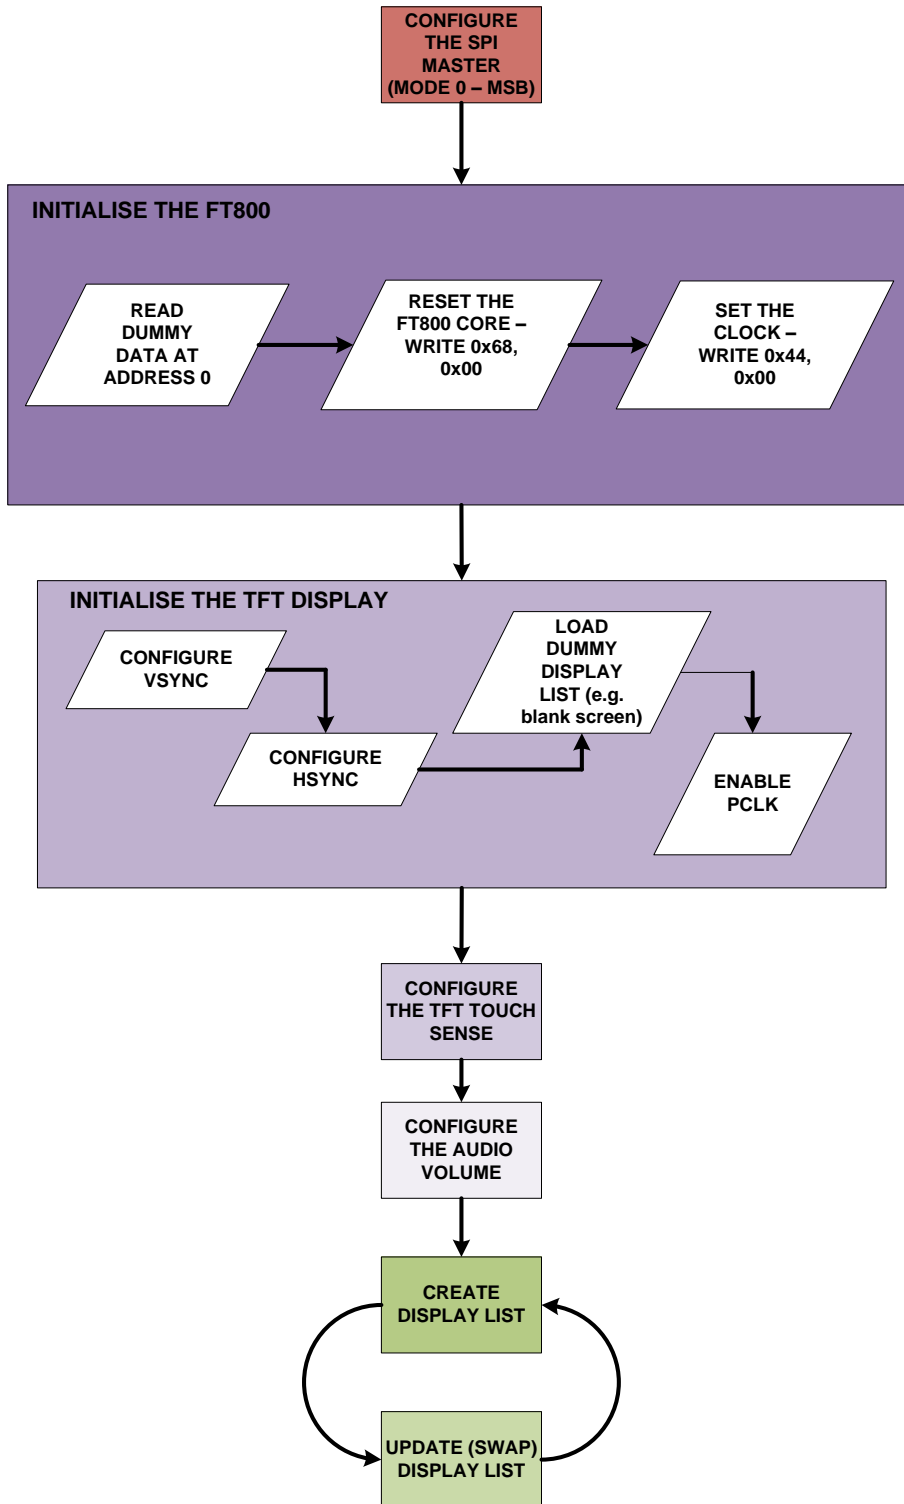 CONFIGURE
THE SPI
MASTER
(MODE 0 – MSB)
INITIALISE THE FT800
READ
DUMMY
DATA AT
ADDRESS 0
RESET THE
FT800 CORE –
WRITE 0x68,
0x00
SET THE
CLOCK –
WRITE 0x44,
0x00
INITIALISE THE TFT DISPLAY
CONFIGURE
VSYNC
CONFIGURE
HSYNC
LOAD
DUMMY
DISPLAY
LIST (e.g.
blank screen)
ENABLE
PCLK
CONFIGURE
THE TFT TOUCH
SENSE
CONFIGURE
THE AUDIO
VOLUME
CREATE
DISPLAY LIST
UPDATE (SWAP)
DISPLAY LIST